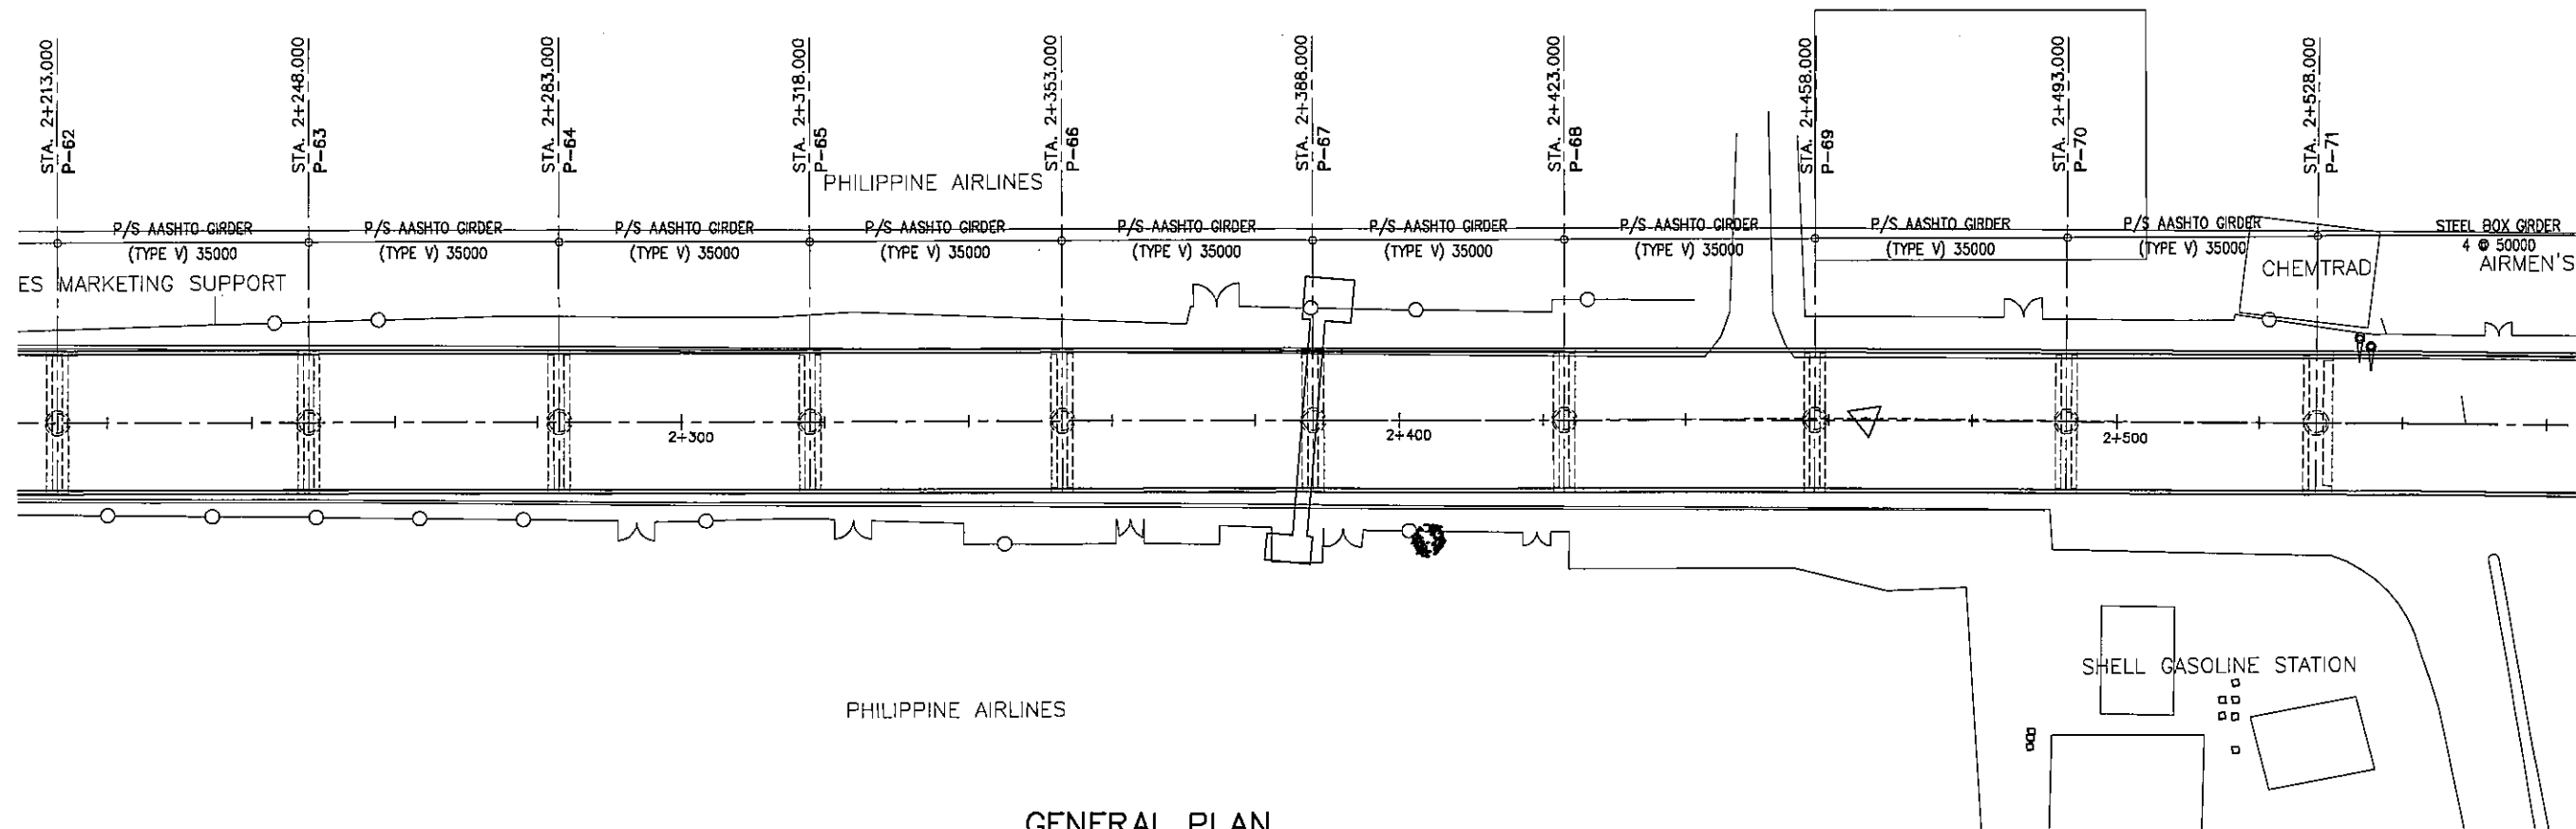 STA. 2+213.000
P-62
STA. 2+248.000
P-63
STA. 2+283.000
P-64
STA. 2+318.000
P-65
STA. 2+353.000
P-66
STA. 2+388.000
P-67
STA. 2+423.000
P-68
STA. 2+458.000
P-69
STA. 2+493.000
P-70
STA. 2+528.000
P-71
PHILIPPINE AIRLINES
P/S AASHTO GIRDER
(TYPE V) 35000
P/S AASHTO GIRDER
(TYPE V) 35000
P/S AASHTO GIRDER
(TYPE V) 35000
P/S AASHTO GIRDER
(TYPE V) 35000
P/S AASHTO GIRDER
(TYPE V) 35000
P/S AASHTO GIRDER
(TYPE V) 35000
P/S AASHTO GIRDER
(TYPE V) 35000
P/S AASHTO GIRDER
(TYPE V) 35000
P/S AASHTO GIRDER
(TYPE V) 35000
STEEL BOX GIRDER
4 @ 50000
ES MARKETING SUPPORT
CHEMTRAD
AIRMEN'S
2+300
2+400
2+500
SHELL GASOLINE STATION
PHILIPPINE AIRLINES
GENERAL PLAN